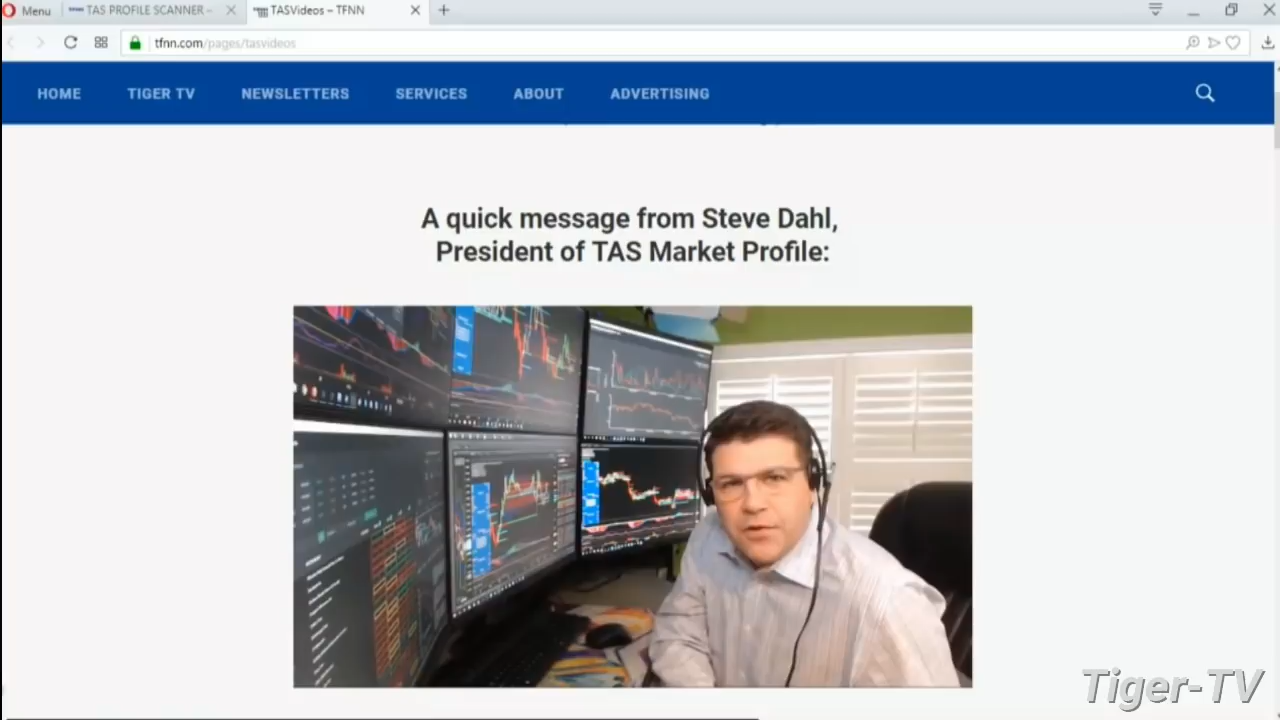 Menu
TAS PROFILE SCANNER –
TASVideos – TFNN
tfnn.com/pages/tasvideos
HOME
TIGER TV
NEWSLETTERS
SERVICES
ABOUT
ADVERTISING
A quick message from Steve Dahl,
President of TAS Market Profile:
Tiger-TV